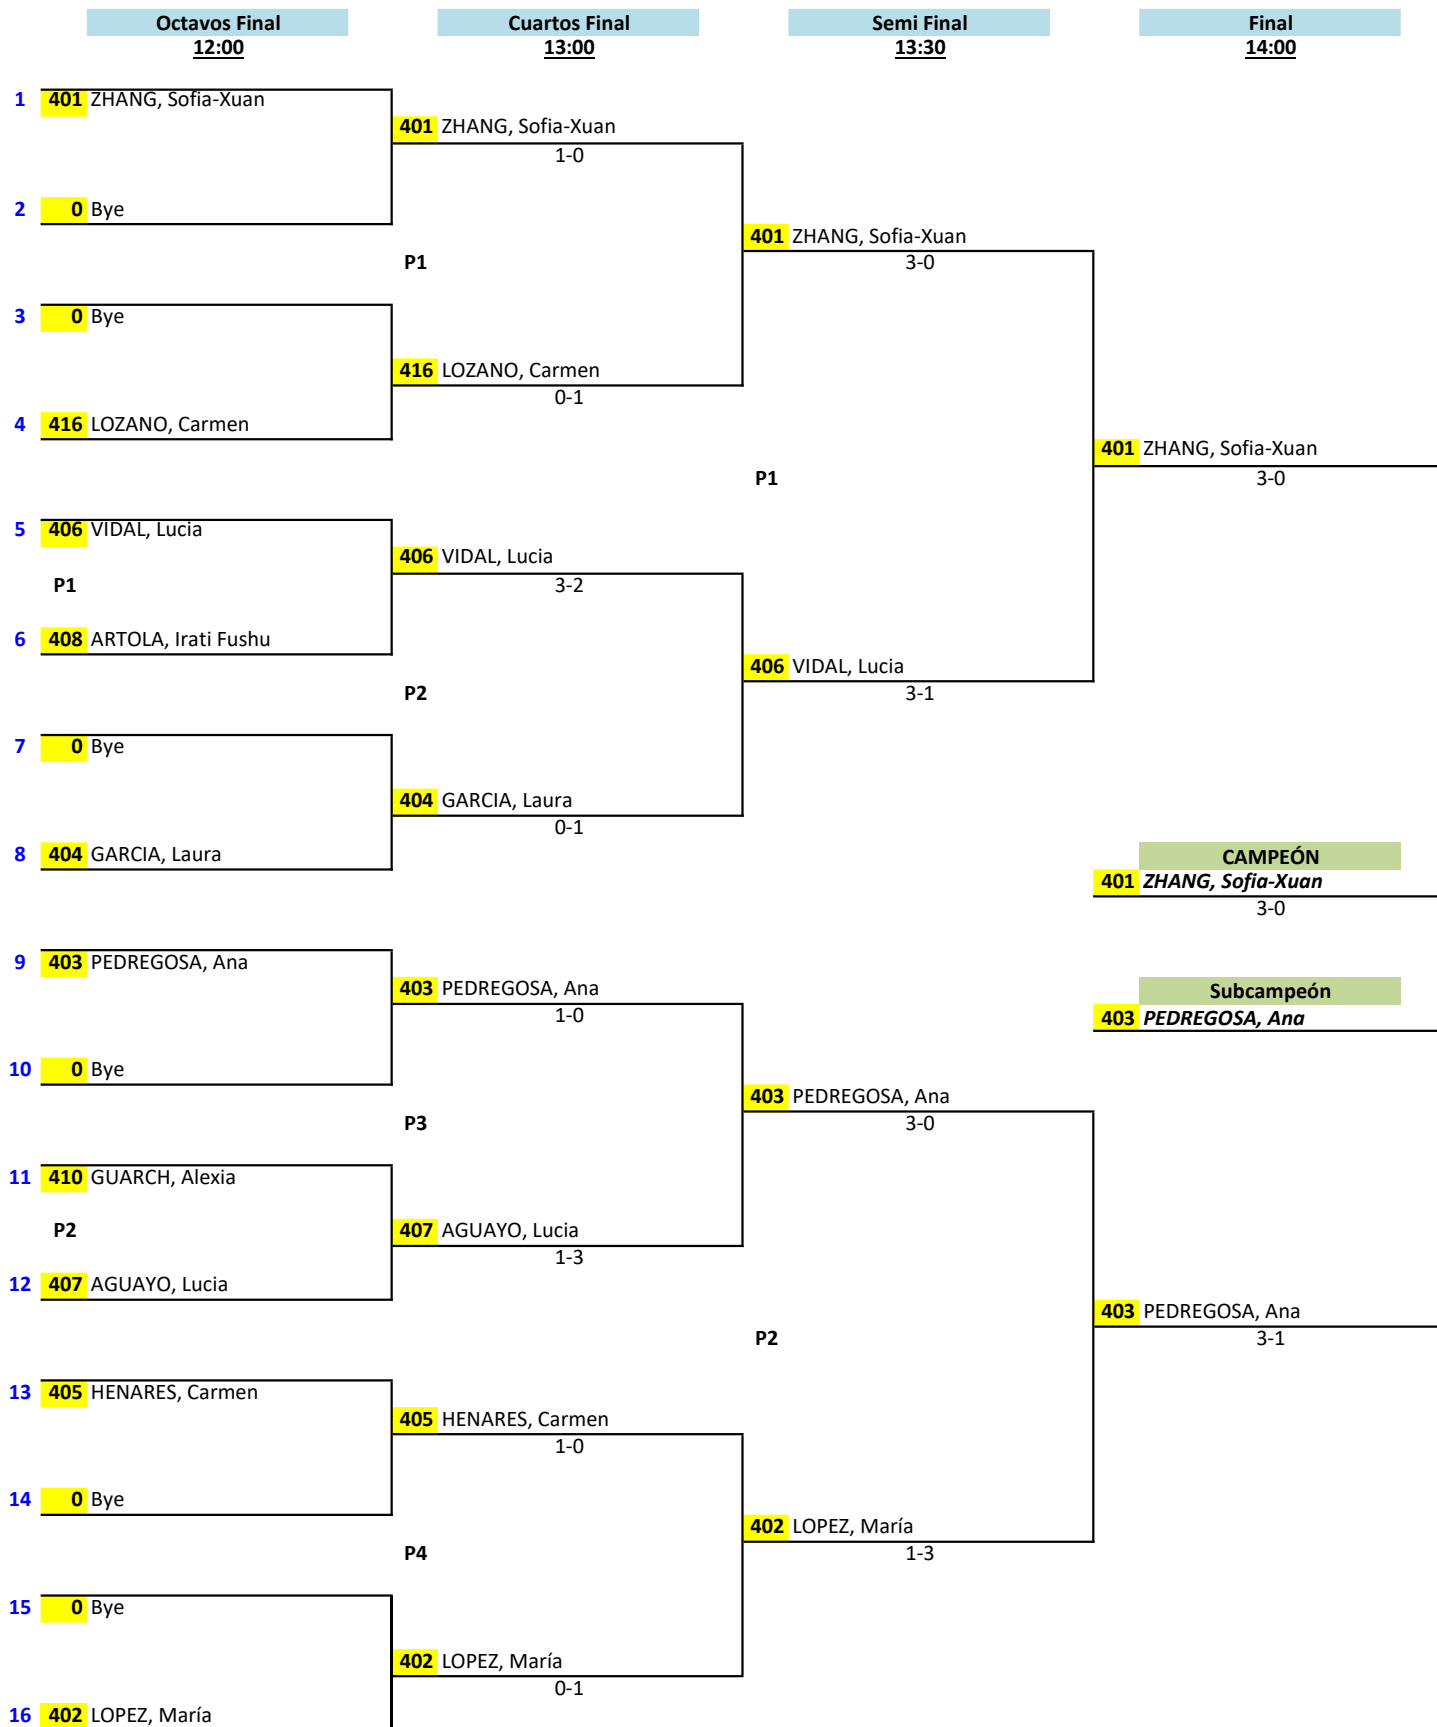 Octavos Final Cuartos Final Semi Final Final
12:00 13:00 13:30 14:00
1 401 ZHANG, Sofia-Xuan
401 ZHANG, Sofia-Xuan
1-0
2 0 Bye
401 ZHANG, Sofia-Xuan
P1 3-0
3 0 Bye
416 LOZANO, Carmen
0-1
4 416 LOZANO, Carmen
401 ZHANG, Sofia-Xuan
P1 3-0
5 406 VIDAL, Lucia
406 VIDAL, Lucia
P1 3-2
6 408 ARTOLA, Irati Fushu
406 VIDAL, Lucia
P2 3-1
7 0 Bye
404 GARCIA, Laura
0-1
8 404 GARCIA, Laura CAMPEÓN
401 ZHANG, Sofia-Xuan
3-0
9 403 PEDREGOSA, Ana
403 PEDREGOSA, Ana Subcampeón
1-0 403 PEDREGOSA, Ana
10 0 Bye
403 PEDREGOSA, Ana
P3 3-0
11 410 GUARCH, Alexia
P2 407 AGUAYO, Lucia
1-3
12 407 AGUAYO, Lucia
403 PEDREGOSA, Ana
P2 3-1
13 405 HENARES, Carmen
405 HENARES, Carmen
1-0
14 0 Bye
402 LOPEZ, María
P4 1-3
15 0 Bye
402 LOPEZ, María
0-1
16 402 LOPEZ, María